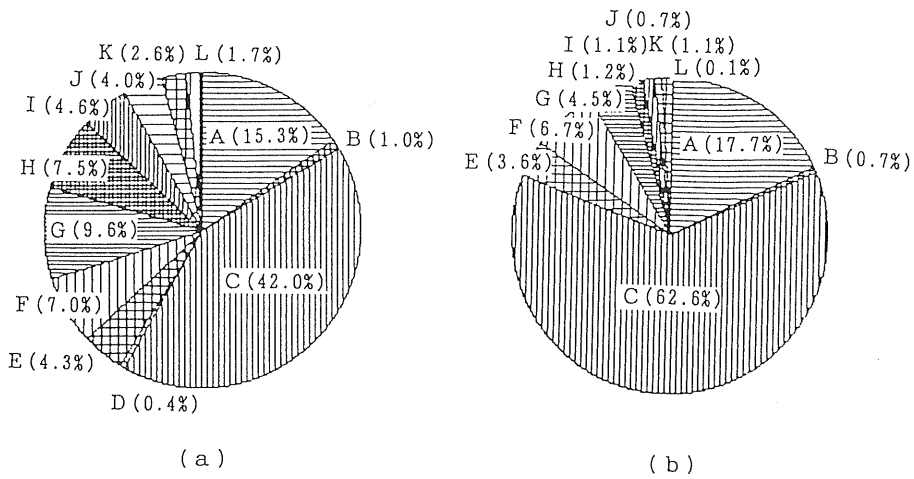 K(2.6%) L(1.7%)
J(4.0%)
I(4.6%)
A(15.3%)
B(1.0%)
H(7.5%)
G(9.6%)
C(42.0%)
F(7.0%)
E(4.3%)
D(0.4%)
(a)
J(0.7%)
I(1.1%) K(1.1%)
H(1.2%) L(0.1%)
G(4.5%)
F(6.7%)
A(17.7%)
E(3.6%)
B(0.7%)
C(62.6%)
(b)